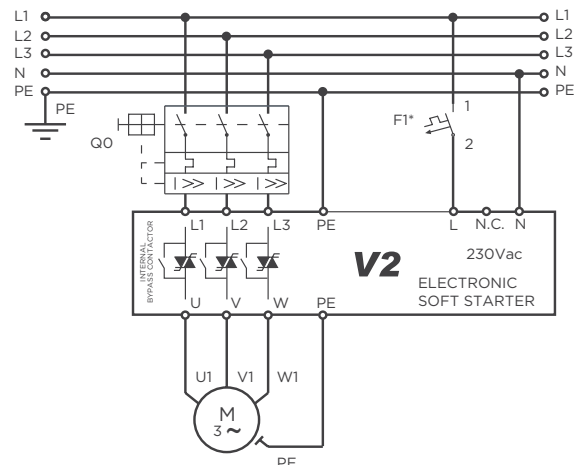 L1 L1
L2 L2
L3 L3
N N
PE PE
PE
Q0
F1*
1
2
I>> I>> I>>
L1 L2 L3 PE L N.C. N
INTERNAL
BYPASS CONTACTOR
V2
230Vac
ELECTRONIC
SOFT STARTER
U V W PE
U1 V1 W1
M
3 ~
PE